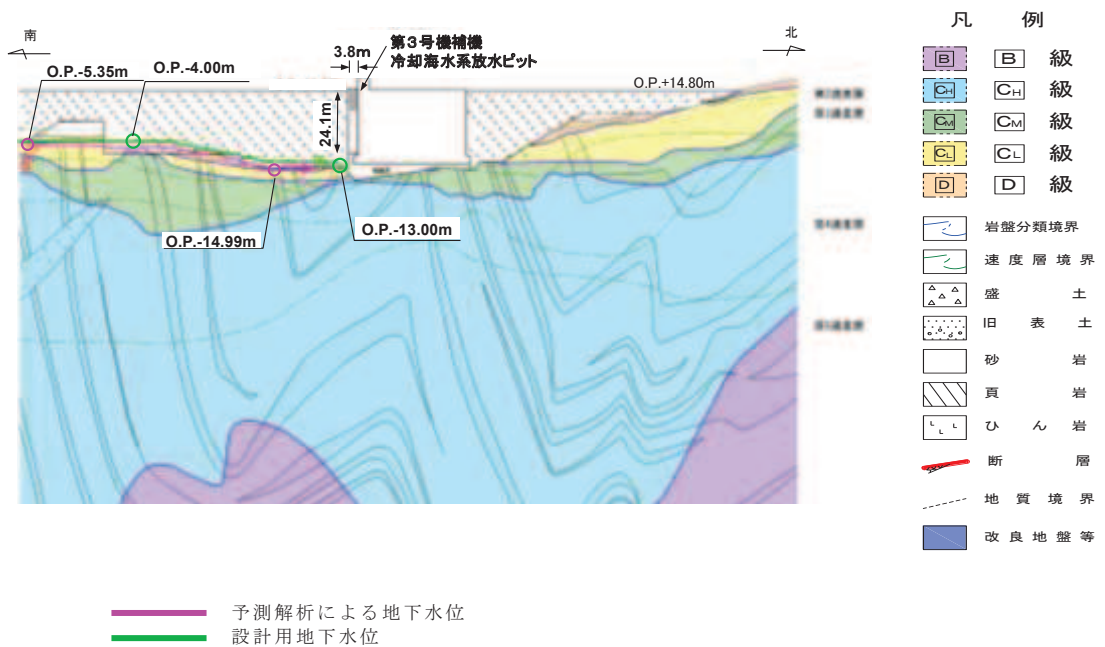 南
北
3.8m
第3号機補機
冷却海水系放水ピット
O.P.-5.35m
O.P.-4.00m
O.P.+14.80m
24.1m
O.P.-14.99m
O.P.-13.00m
凡 例
B B 級
CH CH 級
CM CM 級
CL CL 級
D D 級
岩盤分類境界
速度層境界
盛土
旧表土
砂岩
頁岩
ひん岩
断層
地質境界
改良地盤等
予測解析による地下水位
設計用地下水位